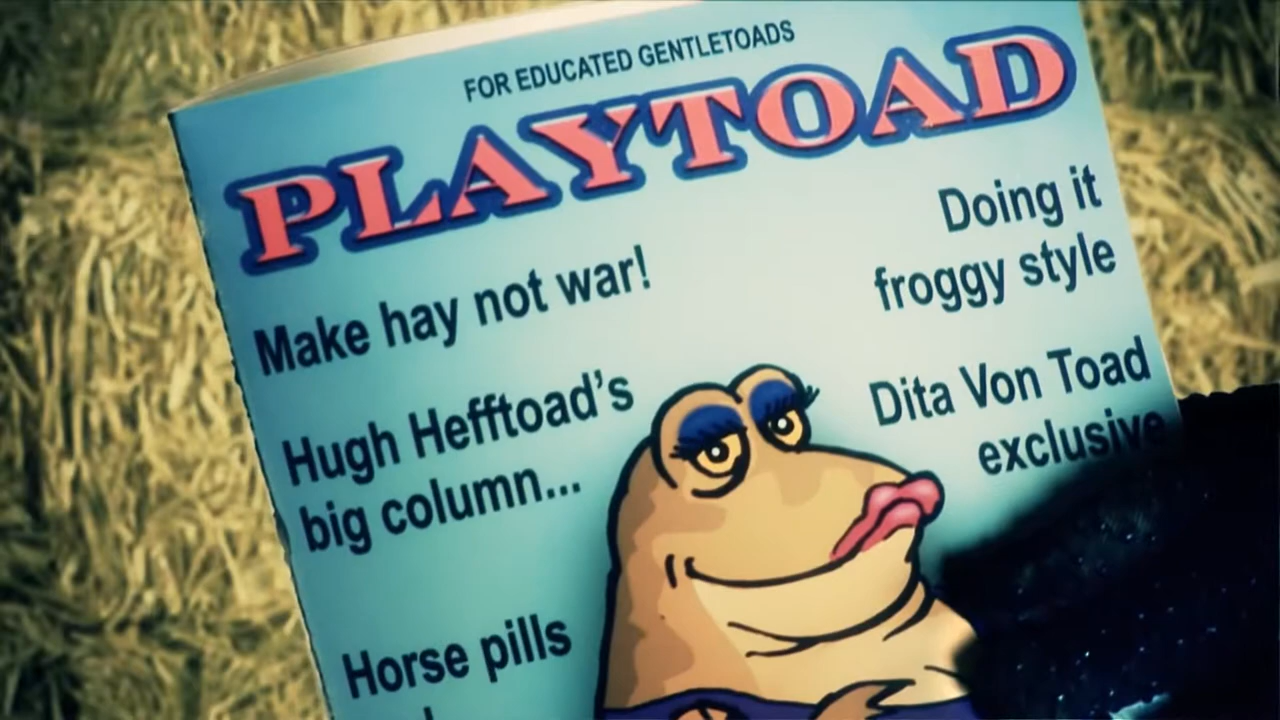 FOR EDUCATED GENTLETOADS
PLAYTOAD
Make hay not war!
Hugh Hefftoad's
big column...
Horse pills
Doing it
froggy style
Dita Von Toad
exclusive